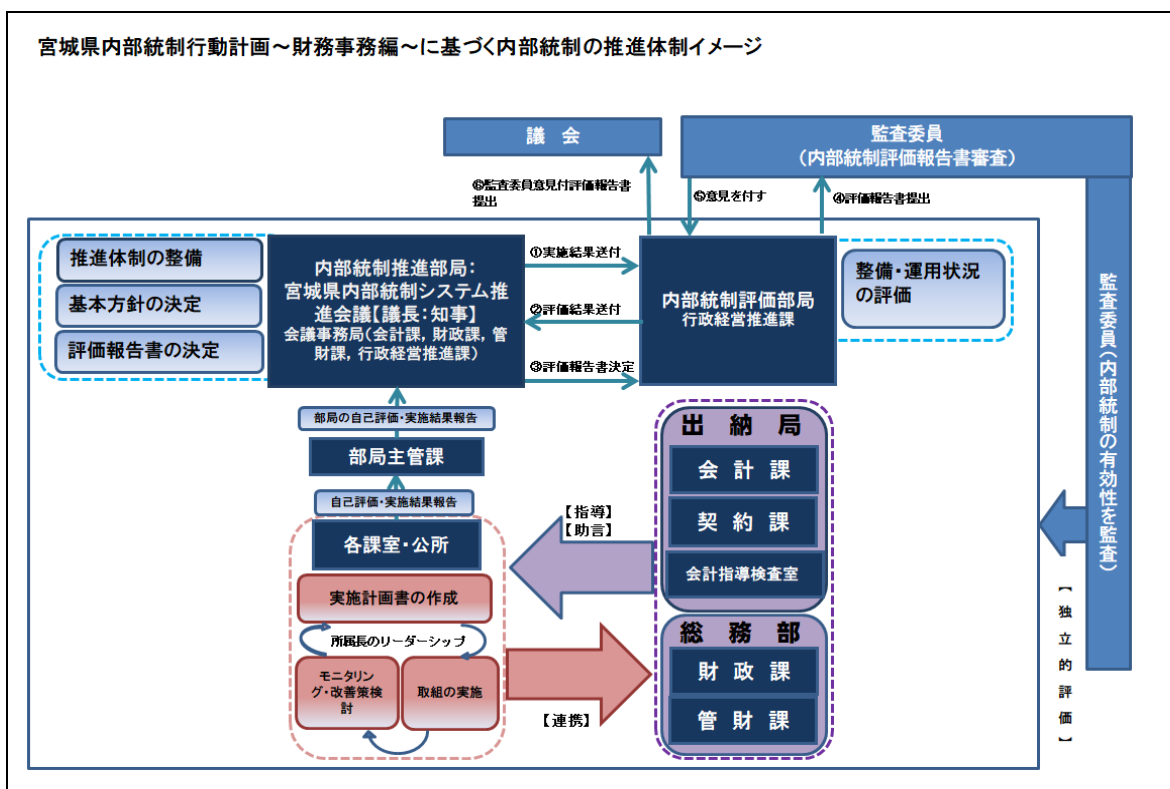 宮城県内部統制行動計画～財務事務編～に基づく内部統制の推進体制イメージ
議 会
監査委員
（内部統制評価報告書審査）
⑥監査委員意見付評価報告書
提出
⑤意見を付す
④評価報告書提出
推進体制の整備
基本方針の決定
評価報告書の決定
内部統制推進部局：
宮城県内部統制システム推
進会議【議長：知事】
会議事務局（会計課，財政課，管
財課，行政経営推進課）
①実施結果送付
②評価結果送付
③評価報告書決定
内部統制評価部局
行政経営推進課
整備・運用状況
の評価
監査委員（内部統制の有効性を監査）
部局の自己評価・実施結果報告
部局主管課
自己評価・実施結果報告
各課室・公所
実施計画書の作成
所属長のリーダーシップ
モニタリン
グ・改善策検
討
取組の実施
【指導】
【助言】
【連携】
出 納 局
会 計 課
契 約 課
会計指導検査室
総 務 部
財 政 課
管 財 課
【独立的評価】